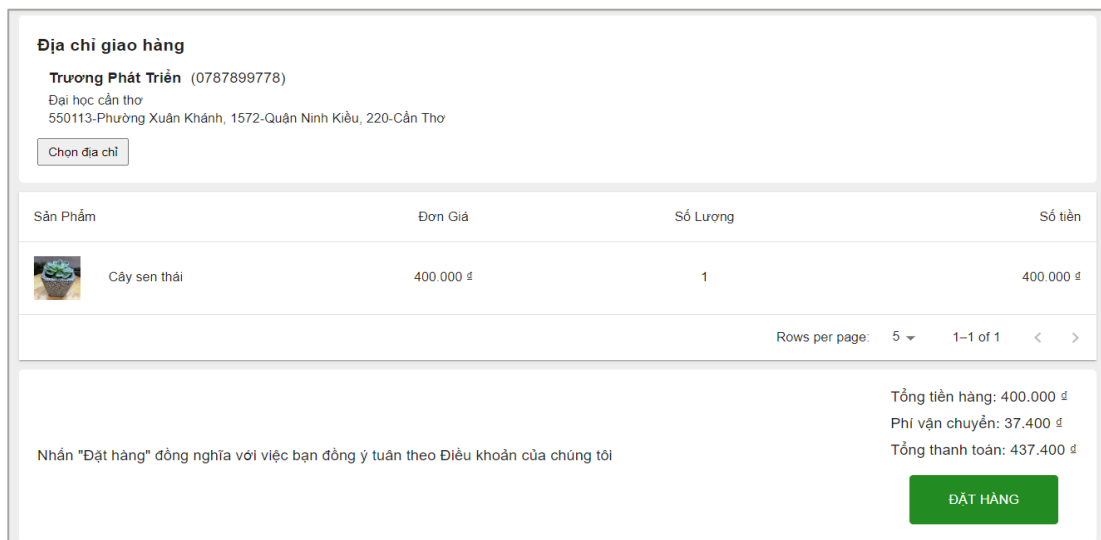 Địa chỉ giao hàng
Trương Phát Triển (0787899778)
Đại học cần thơ
550113-Phường Xuân Khánh, 1572-Quận Ninh Kiều, 220-Cần Thơ
Chọn địa chỉ
Sản Phẩm Đơn Giá Số Lượng Số tiền
Cây sen thái 400.000 ₫ 1 400.000 ₫
Rows per page: 5 1–1 of 1
Tổng tiền hàng: 400.000 ₫
Phí vận chuyển: 37.400 ₫
Nhấn "Đặt hàng" đồng nghĩa với việc bạn đồng ý tuân theo Điều khoản của chúng tôi
Tổng thanh toán: 437.400 ₫
ĐẶT HÀNG